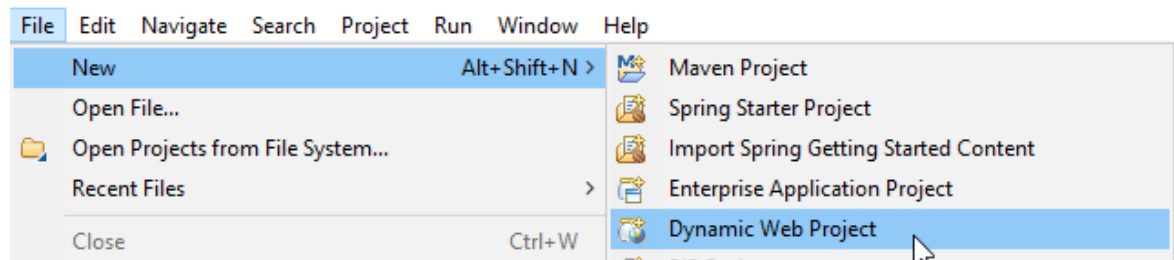 File Edit Navigate Search Project Run Window Help
New Alt+Shift+N >
Open File...
Open Projects from File System...
Recent Files >
Close Ctrl+W
Maven Project
Spring Starter Project
Import Spring Getting Started Content
Enterprise Application Project
Dynamic Web Project